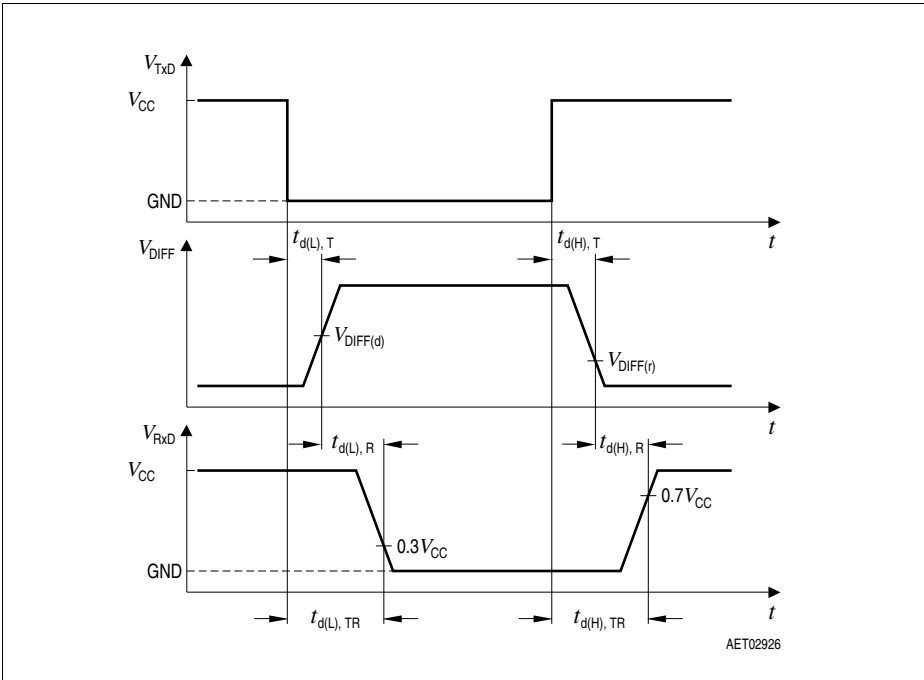 V_TxD
V_CC
GND
t_d(L), T
t_d(H), T
t
V_DIFF
V_DIFF(d)
V_DIFF(r)
t
V_RxD
t_d(L), R
t_d(H), R
V_CC
0.7V_CC
0.3V_CC
GND
t
t_d(L), TR
t_d(H), TR
AET02926